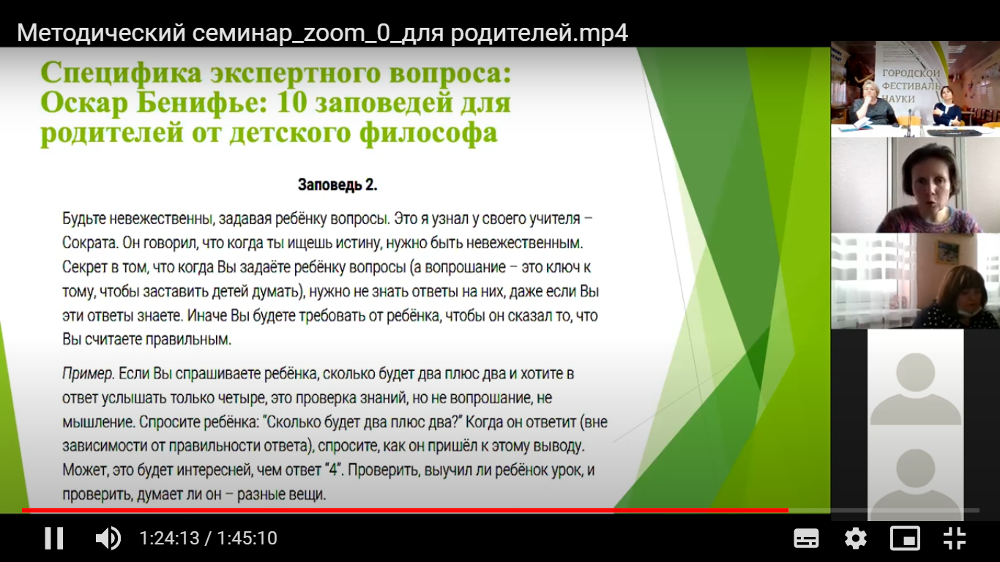 Методический семинар_zoom_0_для родителей.mp4
Специфика экспертного вопроса:
Оскар Бенифье: 10 заповедей для
родителей от детского философа
Заповедь 2.
Будьте невежественны, задавая ребёнку вопросы. Это я узнал у своего учителя –
Сократа. Он говорил, что когда ты ищешь истину, нужно быть невежественным.
Секрет в том, что когда Вы задаёте ребёнку вопросы (а вопрошание – это ключ к
тому, чтобы заставить детей думать), нужно не знать ответы на них, даже если Вы
эти ответы знаете. Иначе Вы будете требовать от ребёнка, чтобы он сказал то, что
Вы считаете правильным.
Пример. Если Вы спрашиваете ребёнка, сколько будет два плюс два и хотите в
ответ услышать только четыре, это проверка знаний, но не вопрошание, не
мышление. Спросите ребёнка: “Сколько будет два плюс два?” Когда он ответит (вне
зависимости от правильности ответа), спросите, как он пришёл к этому выводу.
Может, это будет интересней, чем ответ “4”. Проверить, выучил ли ребёнок урок, и
проверить, думает ли он – разные вещи.
ГОРОДСКОЙ
ФЕСТИВАЛЬ
НАУКИ
1:24:13 / 1:45:10